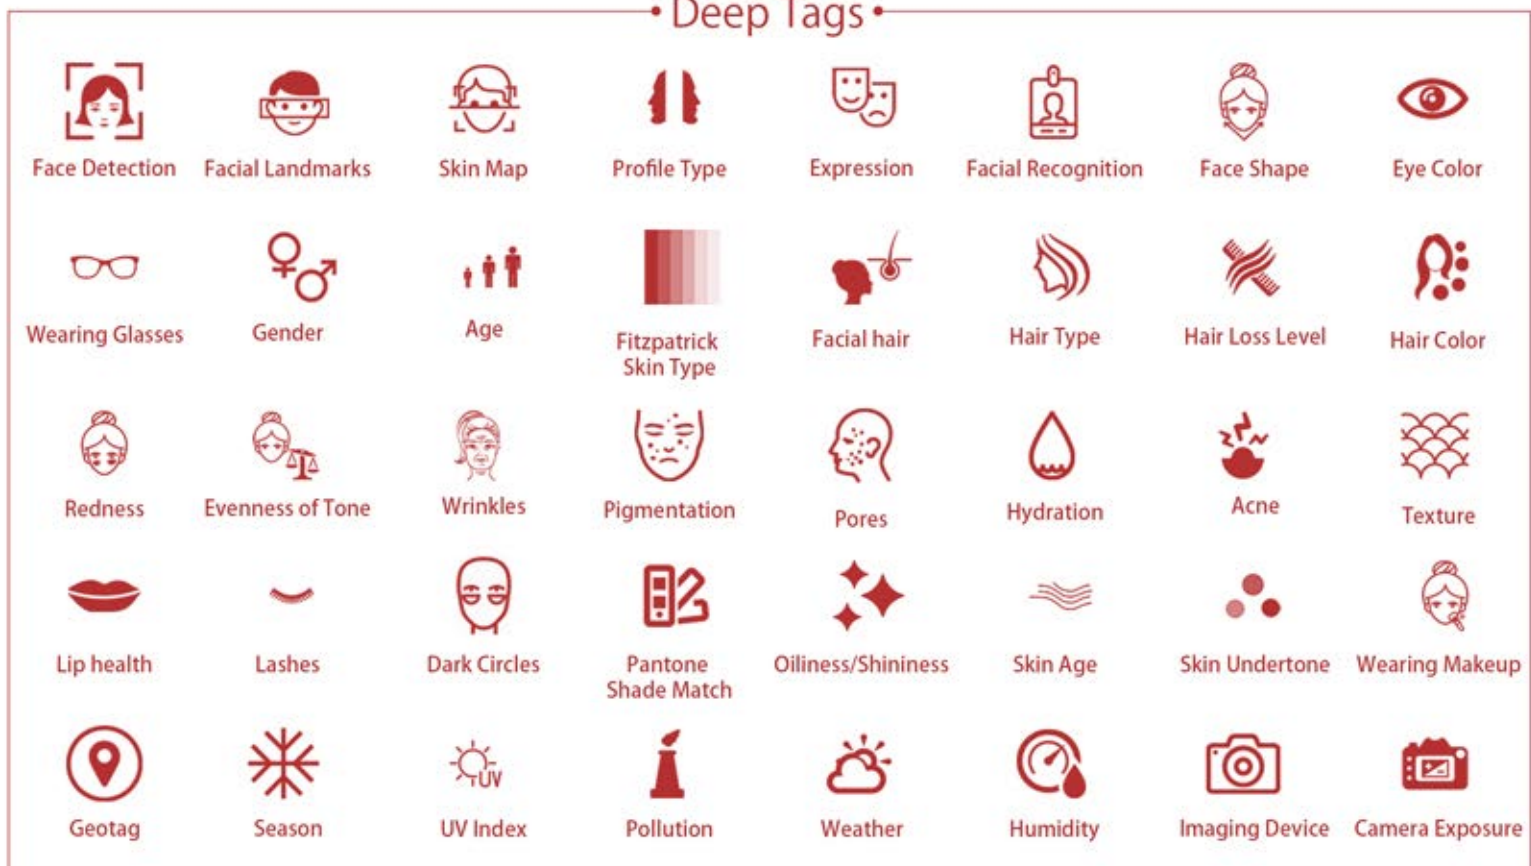 Deep Tags
Face Detection
Facial Landmarks
Skin Map
Profile Type
Expression
Facial Recognition
Face Shape
Eye Color
Wearing Glasses
Gender
Age
Fitzpatrick
Skin Type
Facial hair
Hair Type
Hair Loss Level
Hair Color
Redness
Evenness of Tone
Wrinkles
Pigmentation
Pores
Hydration
Acne
Texture
Lip health
Lashes
Dark Circles
Pantone
Shade Match
Oiliness/Shininess
Skin Age
Skin Undertone
Wearing Makeup
UV
Geotag
Season
UV Index
Pollution
Weather
Humidity
Imaging Device
Camera Exposure